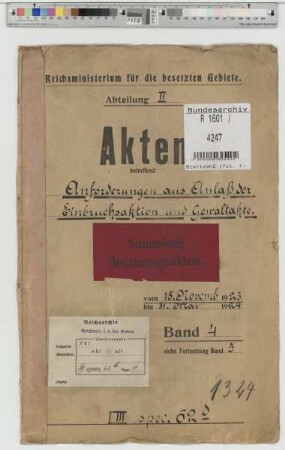 Reichsministerium für die besetzten Gebiete.
Abteilung II
Bundesarchiv
R 1601 /
4247
Akten
betreffend
Anforderungen aus Anlaß der
Einbruchsaktion und Gewaltakte.
Sammlung
Besatzungsakten.
vom 15. Novemb 1923
bis 31. Mai 1924
Band 4
siehe Fortsetzung Band 5
Reichsarchiv
1324
III spec. 62